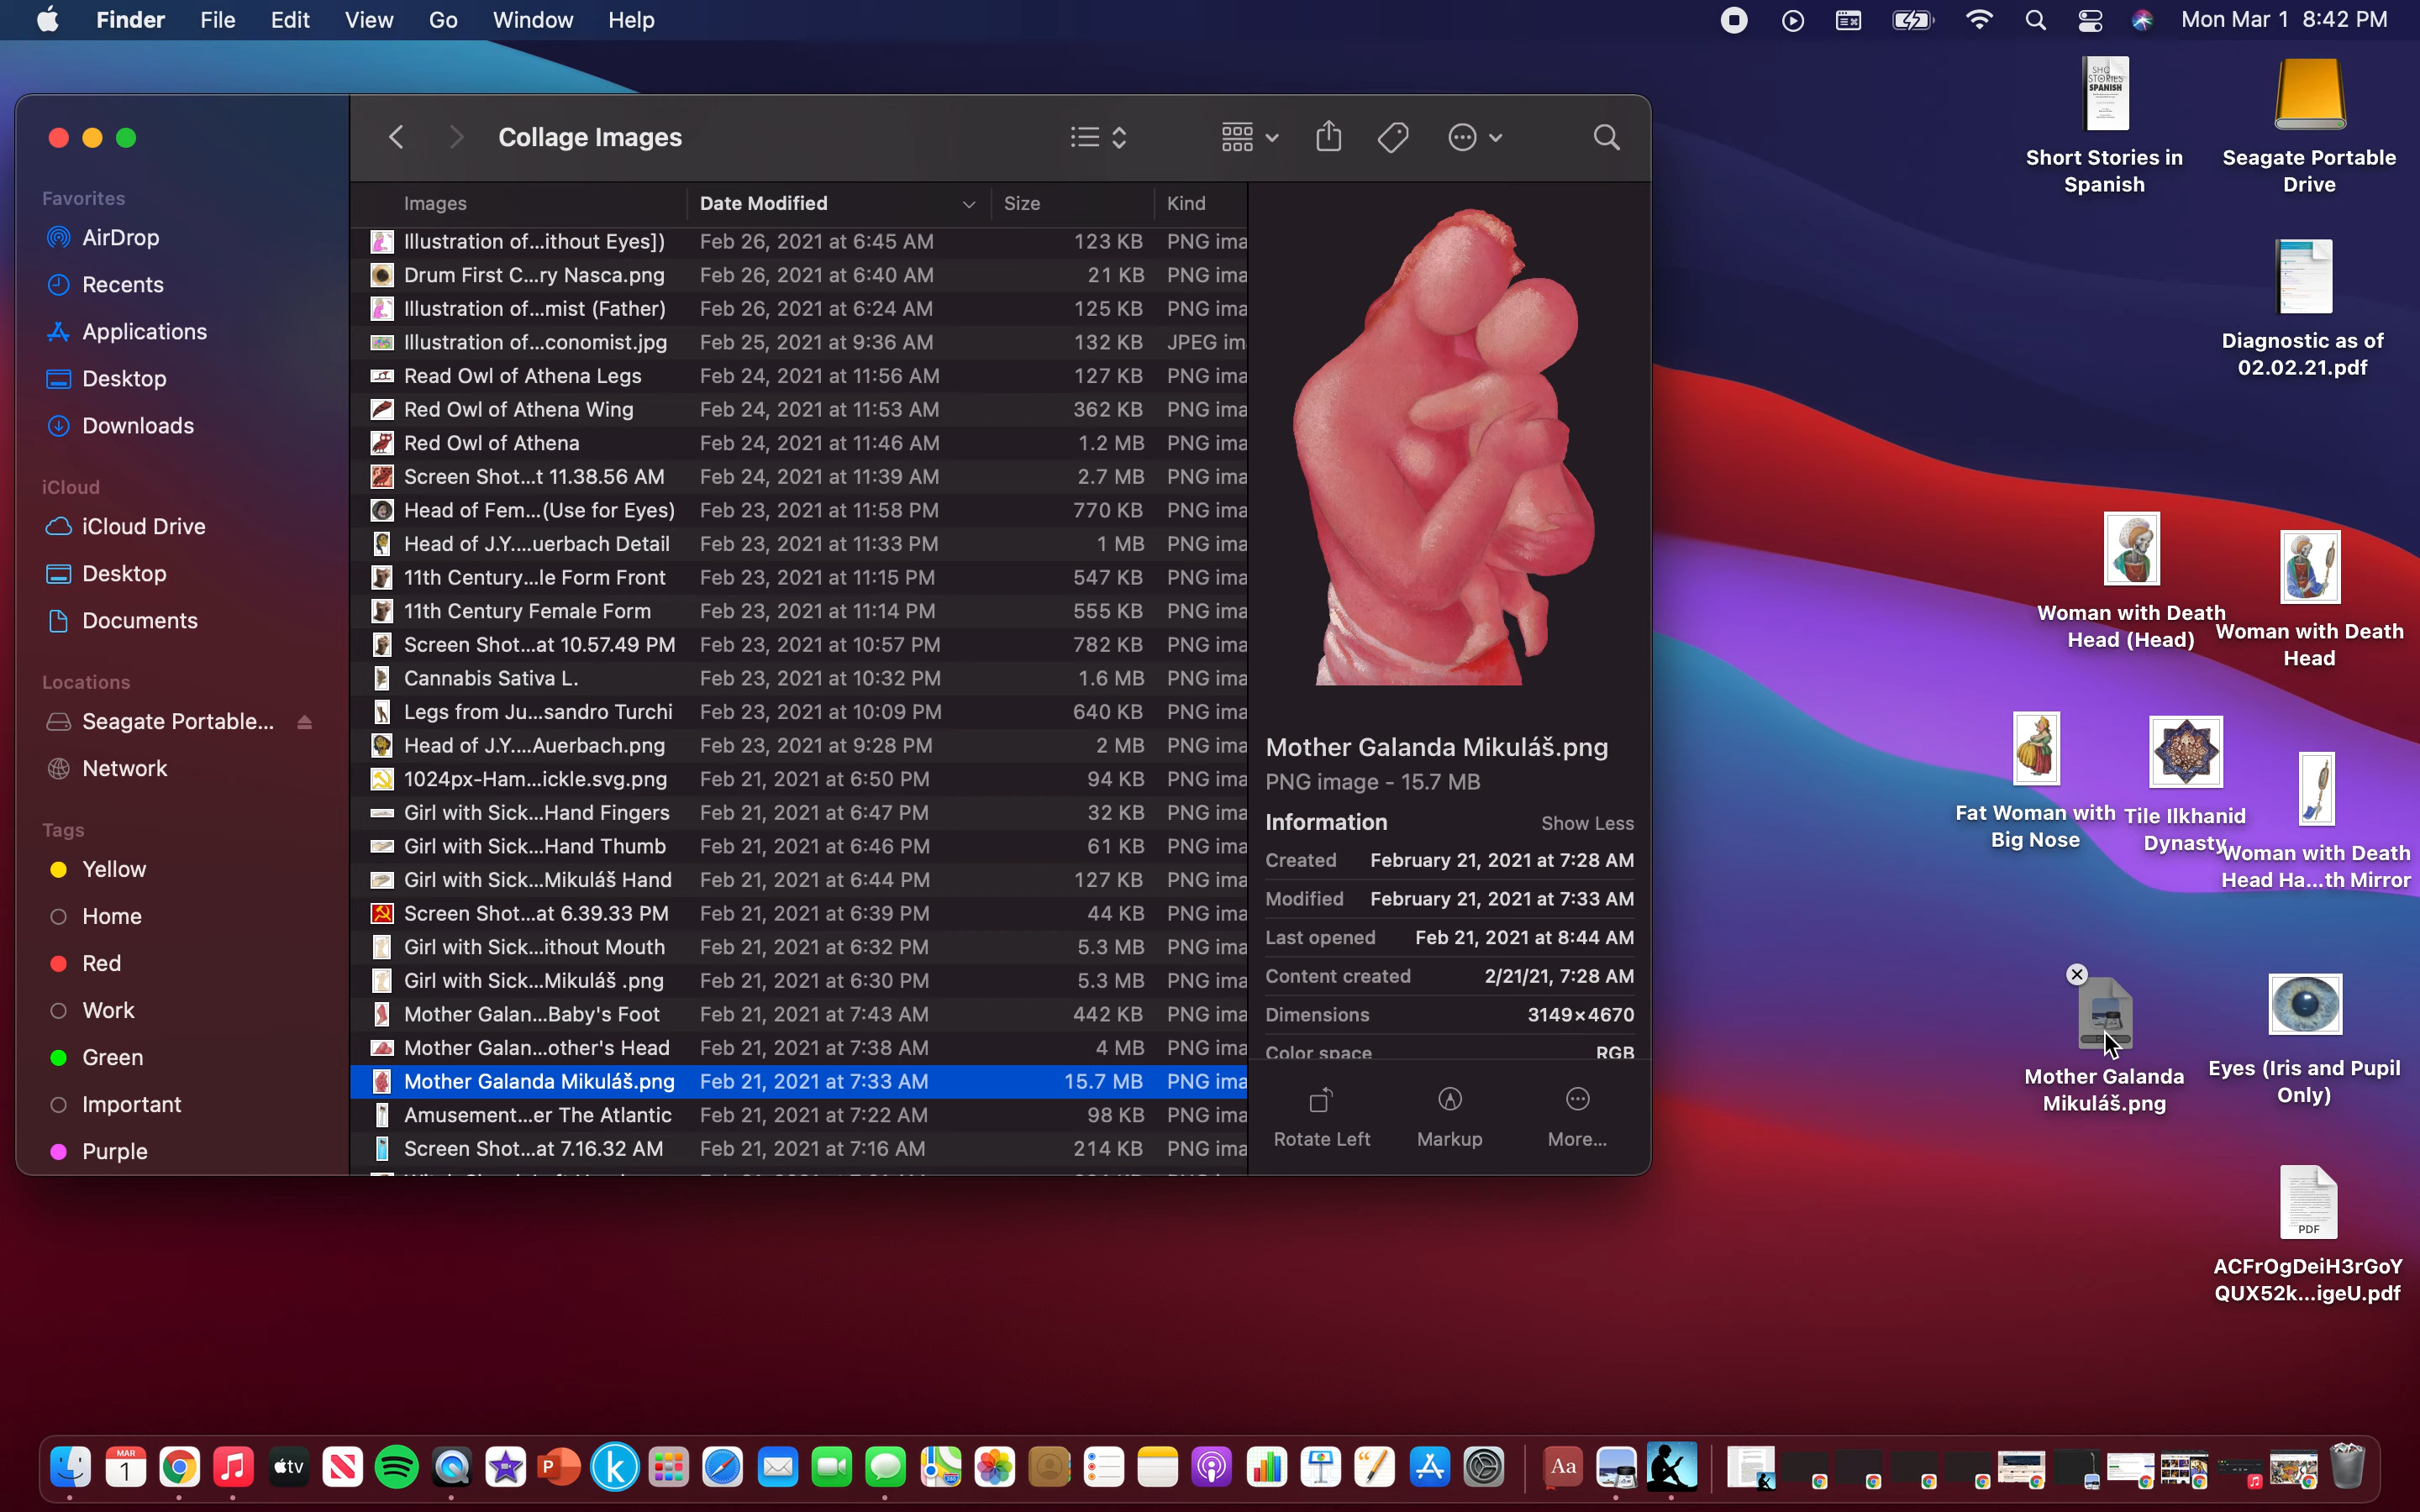 Finder File Edit View Go Window Help Mon Mar 1 8:42 PM
Collage Images
Favorites
AirDrop
Recents
Applications
Desktop
Downloads
iCloud
iCloud Drive
Desktop
Documents
Locations
Seagate Portable...
Network
Tags
Yellow
Home
Red
Work
Green
Important
Purple
Images Date Modified Size Kind
Illustration of...ithout Eyes]) Feb 26, 2021 at 6:45 AM 123 KB PNG ima
Drum First C...ry Nasca.png Feb 26, 2021 at 6:40 AM 21 KB PNG ima
Illustration of...mist (Father) Feb 26, 2021 at 6:24 AM 125 KB PNG ima
Illustration of...conomist.jpg Feb 25, 2021 at 9:36 AM 132 KB JPEG im
Read Owl of Athena Legs Feb 24, 2021 at 11:56 AM 127 KB PNG ima
Red Owl of Athena Wing Feb 24, 2021 at 11:53 AM 362 KB PNG ima
Red Owl of Athena Feb 24, 2021 at 11:46 AM 1.2 MB PNG ima
Screen Shot...t 11.38.56 AM Feb 24, 2021 at 11:39 AM 2.7 MB PNG ima
Head of Fem...(Use for Eyes) Feb 23, 2021 at 11:58 PM 770 KB PNG ima
Head of J.Y....uerbach Detail Feb 23, 2021 at 11:33 PM 1 MB PNG ima
11th Century...le Form Front Feb 23, 2021 at 11:15 PM 547 KB PNG ima
11th Century Female Form Feb 23, 2021 at 11:14 PM 555 KB PNG ima
Screen Shot...at 10.57.49 PM Feb 23, 2021 at 10:57 PM 782 KB PNG ima
Cannabis Sativa L. Feb 23, 2021 at 10:32 PM 1.6 MB PNG ima
Legs from Ju...sandro Turchi Feb 23, 2021 at 10:09 PM 640 KB PNG ima
Head of J.Y....Auerbach.png Feb 23, 2021 at 9:28 PM 2 MB PNG ima
1024px-Ham...ickle.svg.png Feb 21, 2021 at 6:50 PM 94 KB PNG ima
Girl with Sick...Hand Fingers Feb 21, 2021 at 6:47 PM 32 KB PNG ima
Girl with Sick...Hand Thumb Feb 21, 2021 at 6:46 PM 61 KB PNG ima
Girl with Sick...Mikuláš Hand Feb 21, 2021 at 6:44 PM 127 KB PNG ima
Screen Shot...at 6.39.33 PM Feb 21, 2021 at 6:39 PM 44 KB PNG ima
Girl with Sick...ithout Mouth Feb 21, 2021 at 6:32 PM 5.3 MB PNG ima
Girl with Sick...Mikuláš .png Feb 21, 2021 at 6:30 PM 5.3 MB PNG ima
Mother Galan...Baby's Foot Feb 21, 2021 at 7:43 AM 442 KB PNG ima
Mother Galan...other's Head Feb 21, 2021 at 7:38 AM 4 MB PNG ima
Mother Galanda Mikuláš.png Feb 21, 2021 at 7:33 AM 15.7 MB PNG ima
Amusement...er The Atlantic Feb 21, 2021 at 7:22 AM 98 KB PNG ima
Screen Shot...at 7.16.32 AM Feb 21, 2021 at 7:16 AM 214 KB PNG ima
Mother Galanda Mikuláš.png
PNG image - 15.7 MB
Information Show Less
Created February 21, 2021 at 7:28 AM
Modified February 21, 2021 at 7:33 AM
Last opened Feb 21, 2021 at 8:44 AM
Content created 2/21/21, 7:28 AM
Dimensions 3149×4670
Color space RGB
Rotate Left Markup More...
SPANISH
Short Stories in
Spanish
Seagate Portable
Drive
Diagnostic as of
02.02.21.pdf
Woman with Death
Head (Head)
Woman with Death
Head
Fat Woman with
Big Nose
Tile Ilkhanid
Dynasty
Woman with Death
Head Ha...th Mirror
Mother Galanda
Mikuláš.png
Eyes (Iris and Pupil
Only)
PDF
ACFrOgDeiH3rGoY
QUX52k...igeU.pdf
MAR
1
tv
P
k
Aa